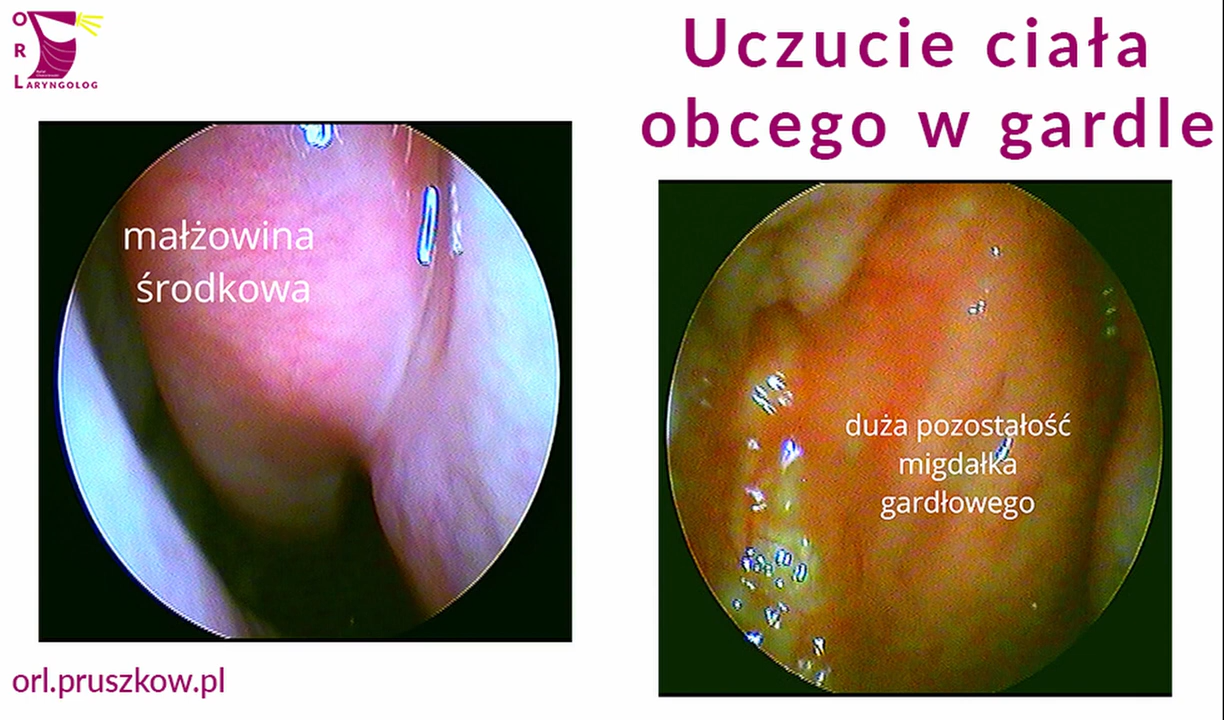 O
R
LARYNGOLOG
Uczucie ciała
obcego w gardle
małżowina
środkowa
duża pozostałość
migdałka
gardłowego
orl.pruszkow.pl